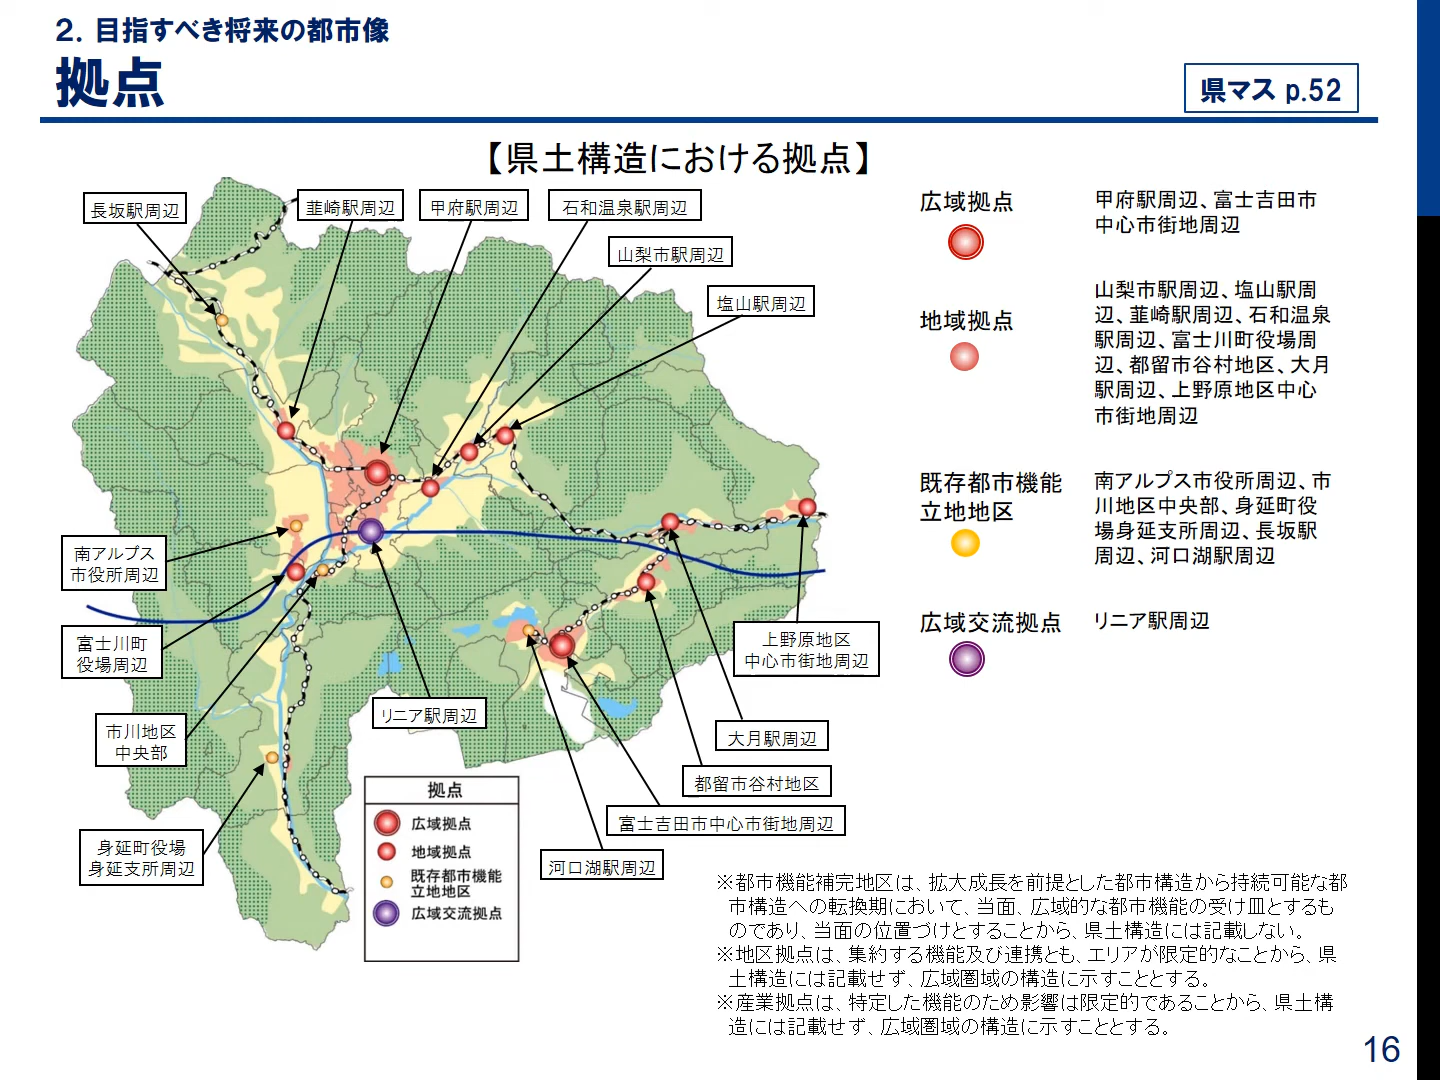 2. 目指すべき将来の都市像
拠点
県マス p.52
【県土構造における拠点】
長坂駅周辺
韮崎駅周辺
甲府駅周辺
石和温泉駅周辺
山梨市駅周辺
塩山駅周辺
南アルプス
市役所周辺
富士川町
役場周辺
市川地区
中央部
身延町役場
身延支所周辺
リニア駅周辺
上野原地区
中心市街地周辺
大月駅周辺
都留市谷村地区
富士吉田市中心市街地周辺
河口湖駅周辺
拠点
広域拠点
地域拠点
既存都市機能
立地地区
広域交流拠点
広域拠点
甲府駅周辺、富士吉田市
中心市街地周辺
地域拠点
山梨市駅周辺、塩山駅周
辺、韮崎駅周辺、石和温泉
駅周辺、富士川町役場周
辺、都留市谷村地区、大月
駅周辺、上野原地区中心
市街地周辺
既存都市機能
立地地区
南アルプス市役所周辺、市
川地区中央部、身延町役
場身延支所周辺、長坂駅
周辺、河口湖駅周辺
広域交流拠点
リニア駅周辺
※都市機能補完地区は、拡大成長を前提とした都市構造から持続可能な都
市構造への転換期において、当面、広域的な都市機能の受け皿とするも
のであり、当面の位置づけとすることから、県土構造には記載しない。
※地区拠点は、集約する機能及び連携とも、エリアが限定的なことから、県
土構造には記載せず、広域圏域の構造に示すこととする。
※産業拠点は、特定した機能のため影響は限定的であることから、県土構
造には記載せず、広域圏域の構造に示すこととする。
16